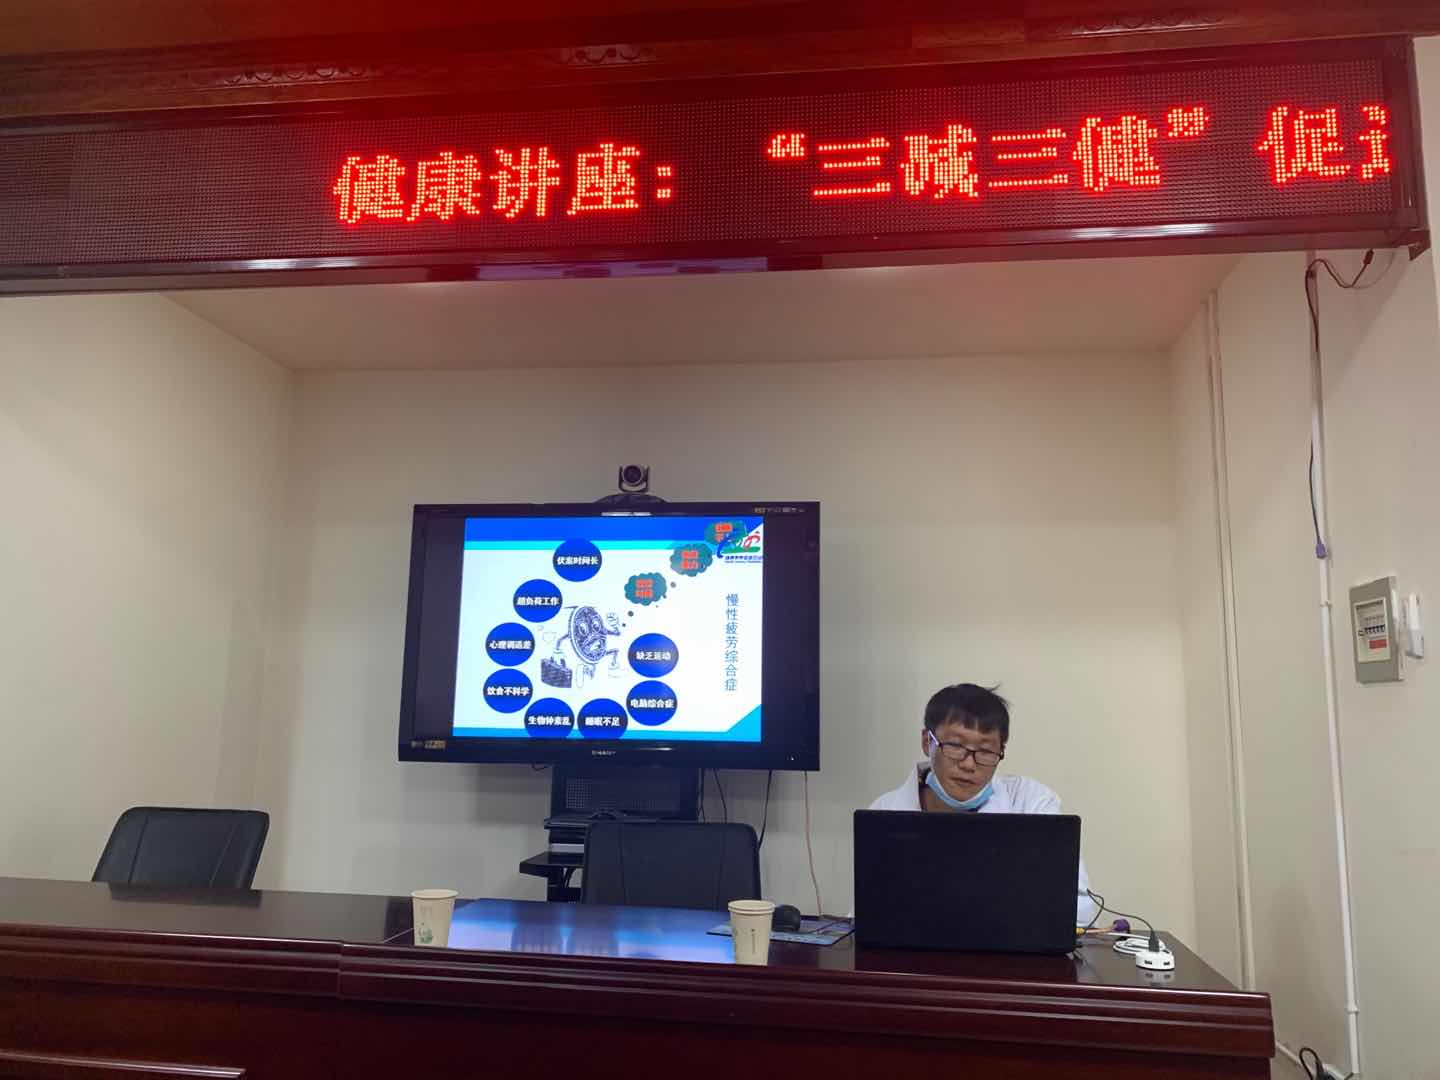 健康讲座：“三减三健”促进
伏案时间长
超负荷工作
心理调适差
饮食不科学
生物钟紊乱
睡眠不足
电脑综合症
缺乏运动
慢性疲劳综合症